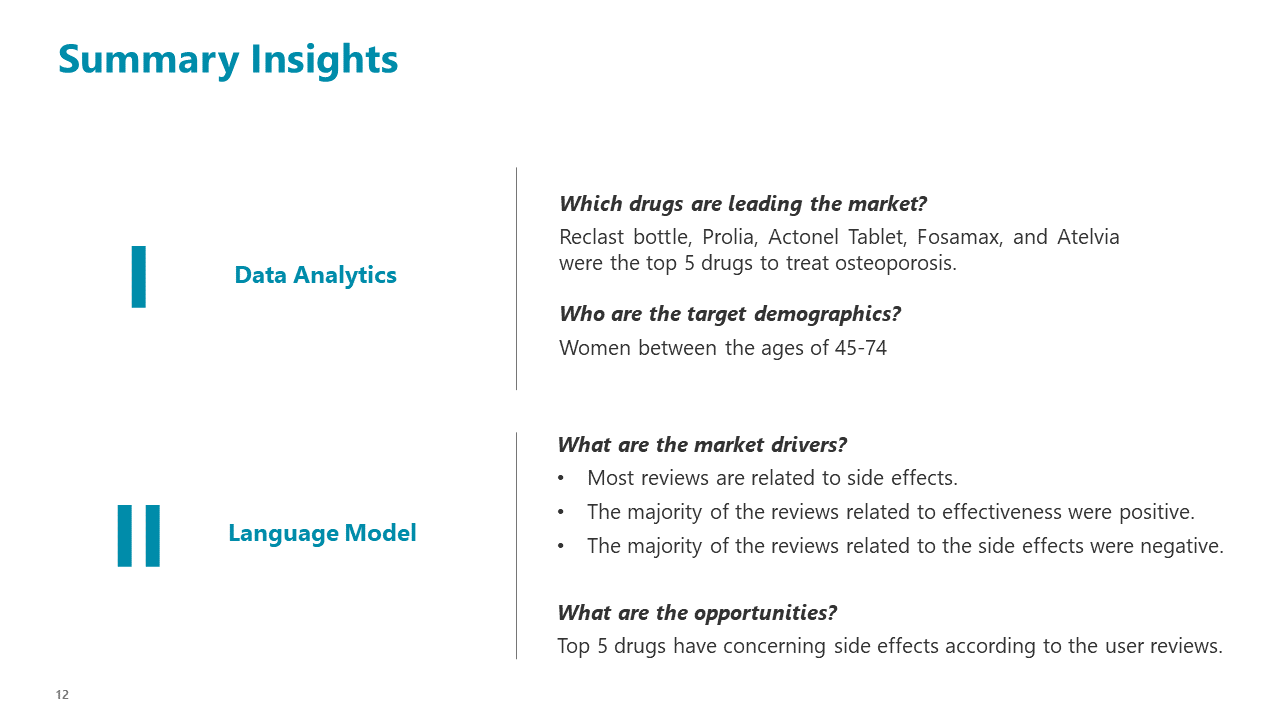 Summary Insights
I
Data Analytics
Which drugs are leading the market?
Reclast bottle, Prolia, Actonel Tablet, Fosamax, and Atelvia
were the top 5 drugs to treat osteoporosis.
Who are the target demographics?
Women between the ages of 45-74
II
Language Model
What are the market drivers?
• Most reviews are related to side effects.
• The majority of the reviews related to effectiveness were positive.
• The majority of the reviews related to the side effects were negative.
What are the opportunities?
Top 5 drugs have concerning side effects according to the user reviews.
12